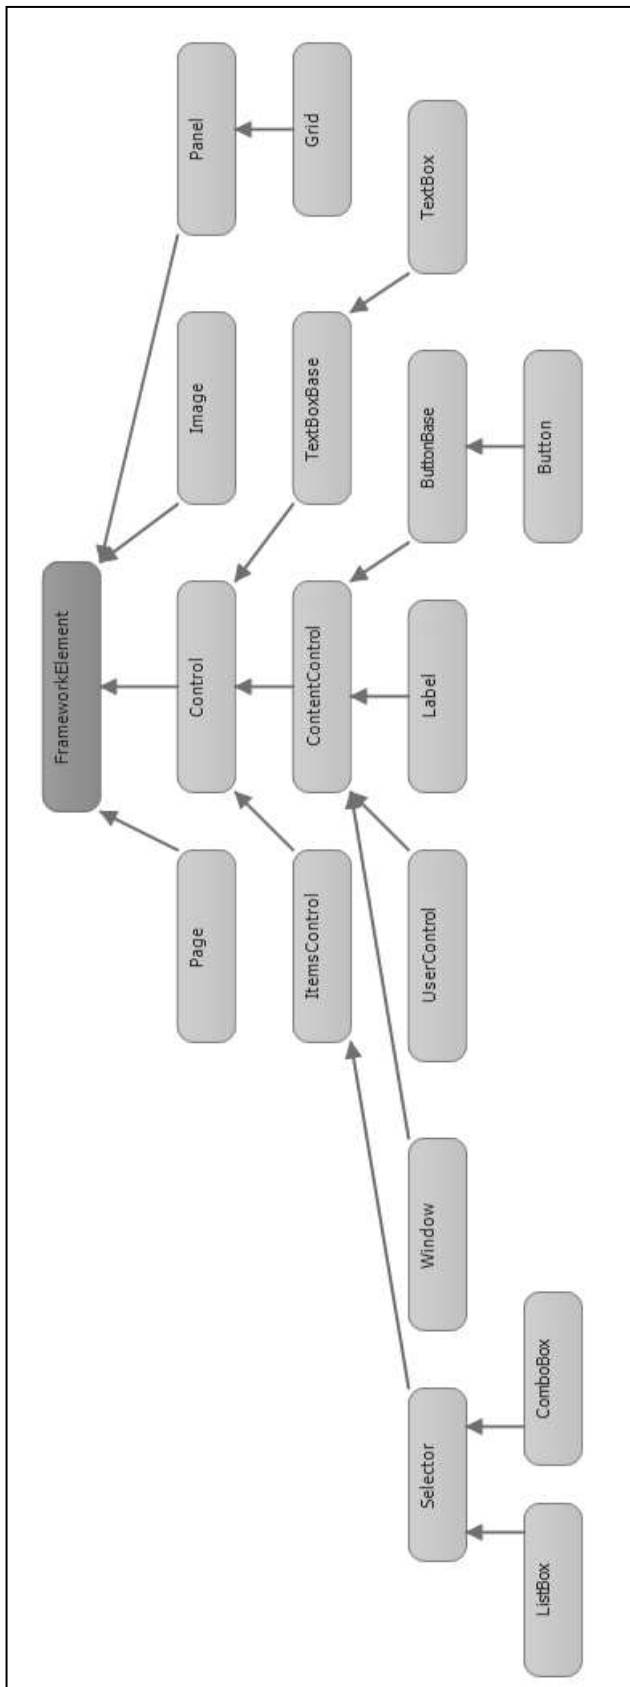 FrameworkElement
Page
Control
Image
Panel
ItemsControl
ContentControl
TextBoxBase
Grid
Selector
Window
UserControl
Label
ButtonBase
TextBox
ListBox
ComboBox
Button